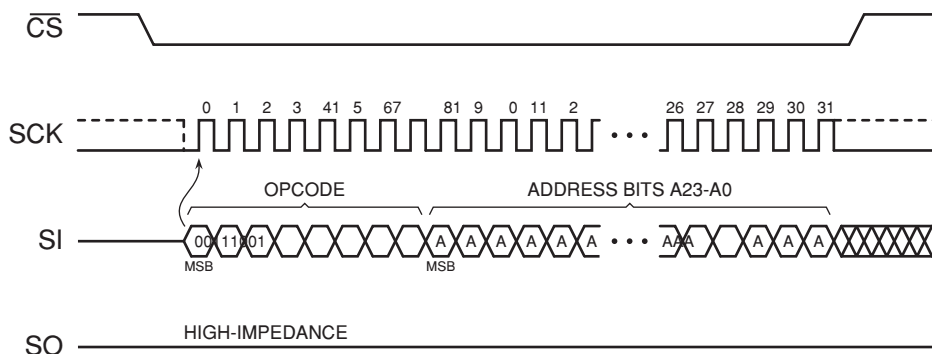 CS
0 1 2 3 41 5 67 81 9 0 11 2 26 27 28 29 30 31
SCK
OPCODE ADDRESS BITS A23-A0
SI 00111001 A A A A A A AAA A A A
MSB MSB
HIGH-IMPEDANCE
SO